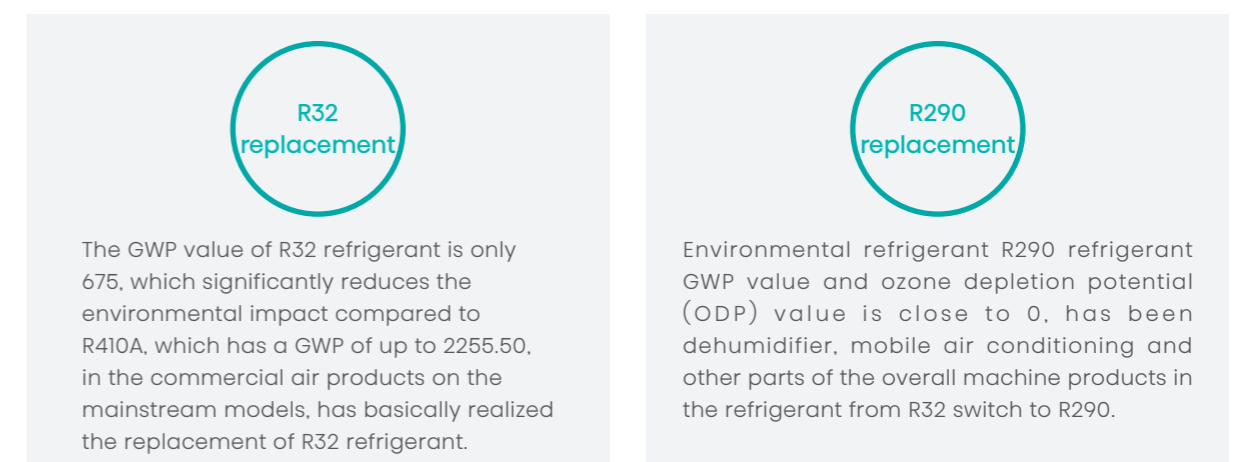 R32
replacement
The GWP value of R32 refrigerant is only
675, which significantly reduces the
environmental impact compared to
R410A, which has a GWP of up to 2255.50,
in the commercial air products on the
mainstream models, has basically realized
the replacement of R32 refrigerant.
R290
replacement
Environmental refrigerant R290 refrigerant
GWP value and ozone depletion potential
(ODP) value is close to 0, has been
dehumidifier, mobile air conditioning and
other parts of the overall machine products in
the refrigerant from R32 switch to R290.